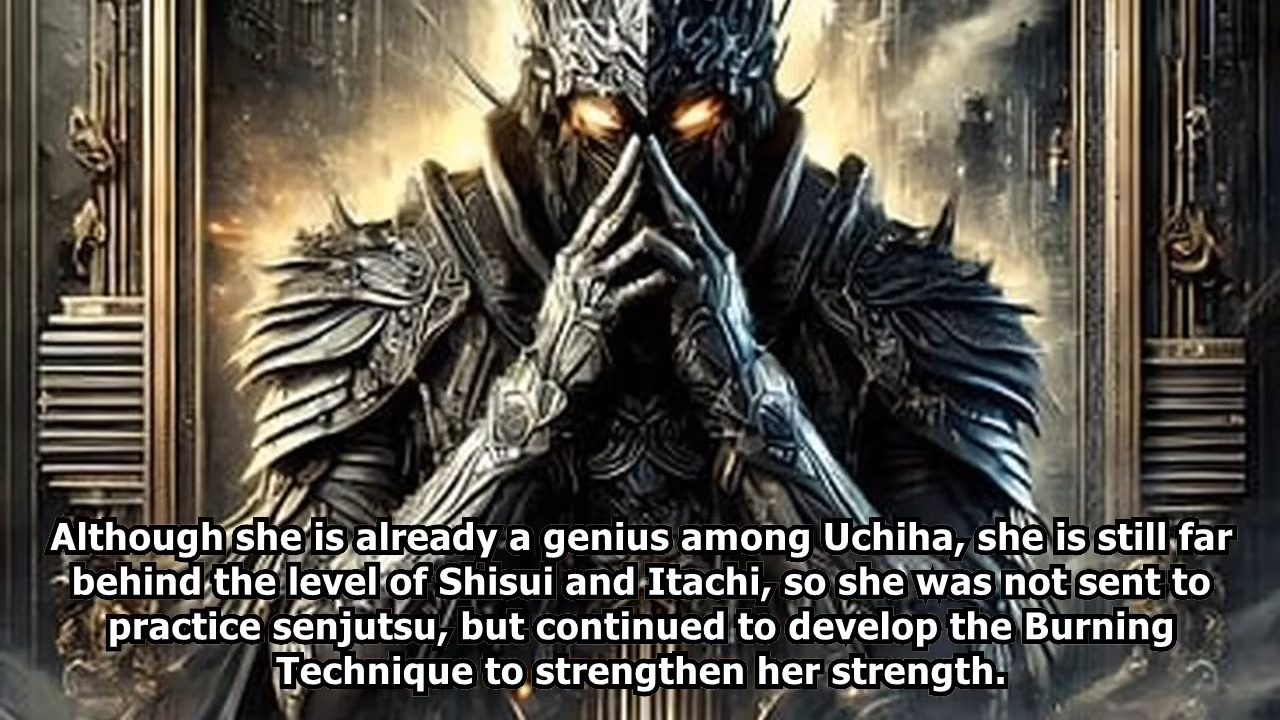 Although she is already a genius among Uchiha, she is still far
behind the level of Shisui and Itachi, so she was not sent to
practice senjutsu, but continued to develop the Burning
Technique to strengthen her strength.